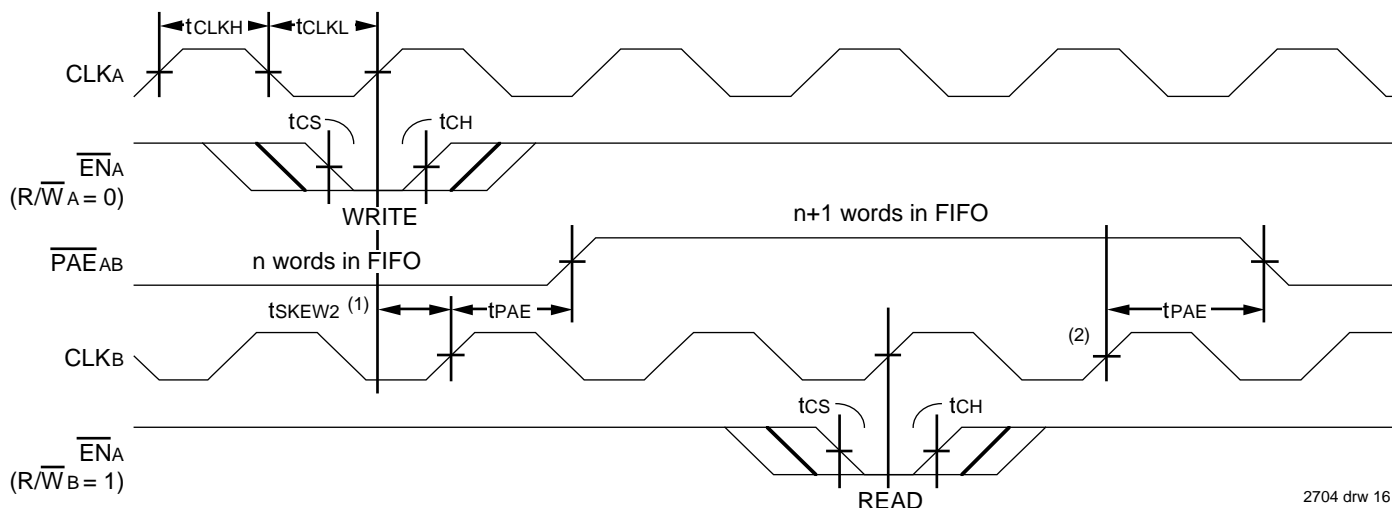 tCLKH
tCLKL
CLKA
tCS
tCH
ENA
(R/WA = 0)
WRITE
n+1 words in FIFO
PAEAB
n words in FIFO
tSKEW2 (1)
tPAE
tPAE
CLKB
(2)
tCS
tCH
ENA
(R/WB = 1)
READ
2704 drw 16